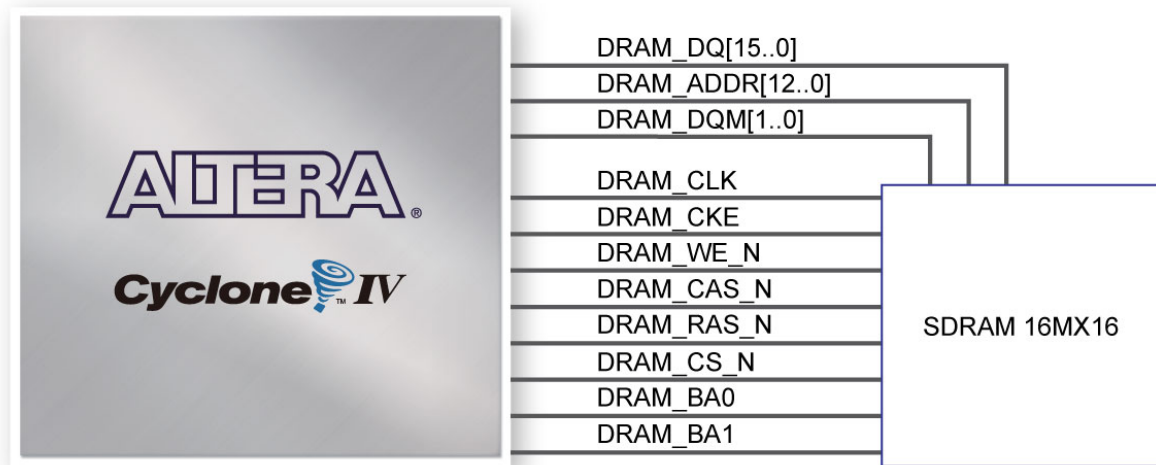 ALTERA®
Cyclone™ IV
DRAM_DQ[15..0]
DRAM_ADDR[12..0]
DRAM_DQM[1..0]
DRAM_CLK
DRAM_CKE
DRAM_WE_N
DRAM_CAS_N
DRAM_RAS_N
DRAM_CS_N
DRAM_BA0
DRAM_BA1
SDRAM 16MX16